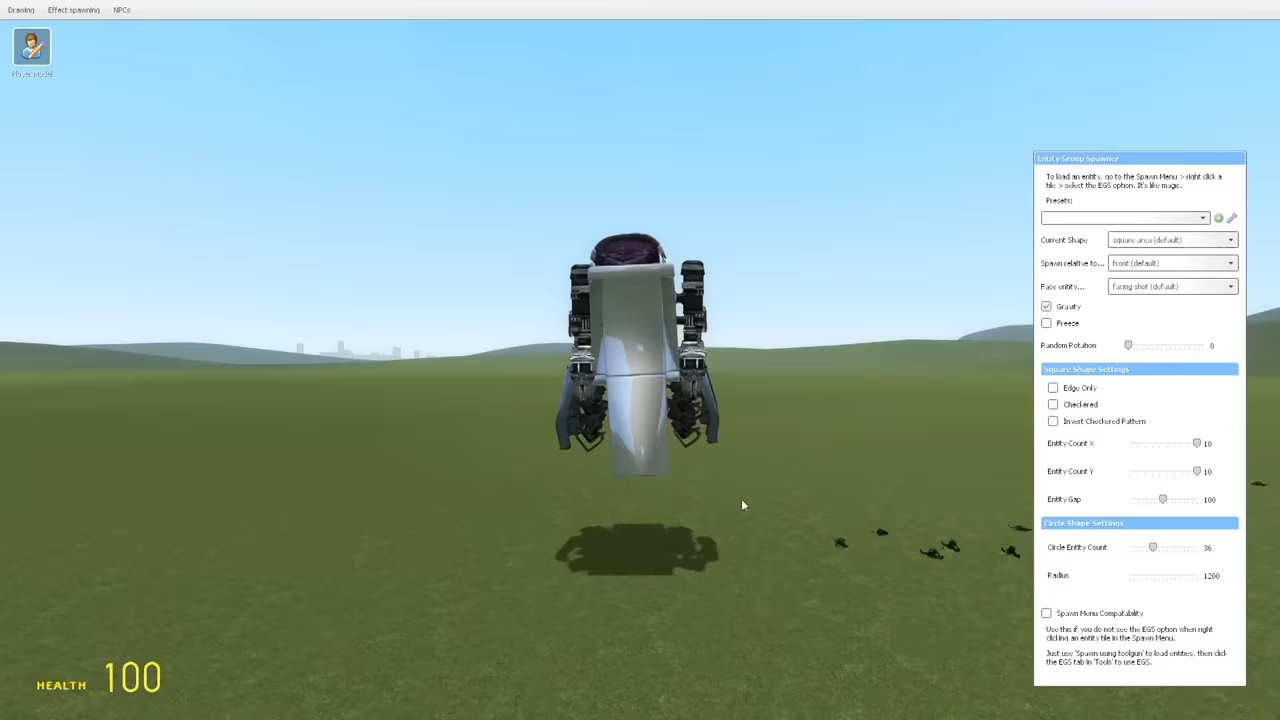 Drawing Effect spawning NPCs
Player Model
Entity Group Spawner
To load an entity, go to the Spawn Menu > right click a
tile > select the EGS option. It's like magic.
Presets:
Current Shape square area (default)
Spawn relative to... front (default)
Face entity... facing shot (default)
Gravity
Freeze
Random Rotation 0
Square Shape Settings
Edge Only
Checkered
Invert Checkered Pattern
Entity Count X 10
Entity Count Y 10
Entity Gap 100
Circle Shape Settings
Circle Entity Count 36
Radius 1200
Spawn Menu Compatability
Use this if you do not see the EGS option when right
clicking an entity tile in the Spawn Menu.
Just use 'Spawn using toolgun' to load entities, then click
the EGS tab in 'Tools' to use EGS.
HEALTH 100